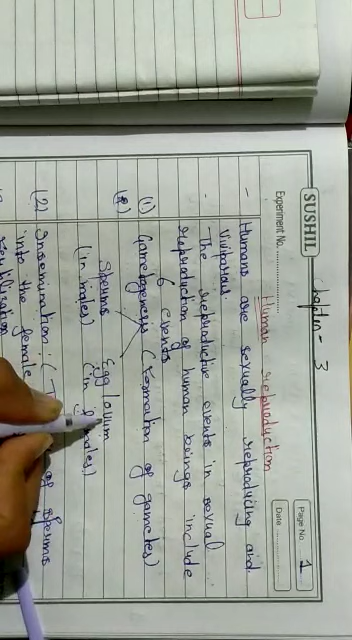 SUSHIL
Chapter - 3
Page No. 1
Experiment No.
Date
Human reproduction
- Humans are sexually reproducing and
viviparous.
- The reproductive events in sexual
reproduction of human beings include
6 events
(1) Gametogenesis (Formation of gametes)
Sperms Egg/ovum
(in males) (in females)
(2) Insemination: ( of sperms
into the female